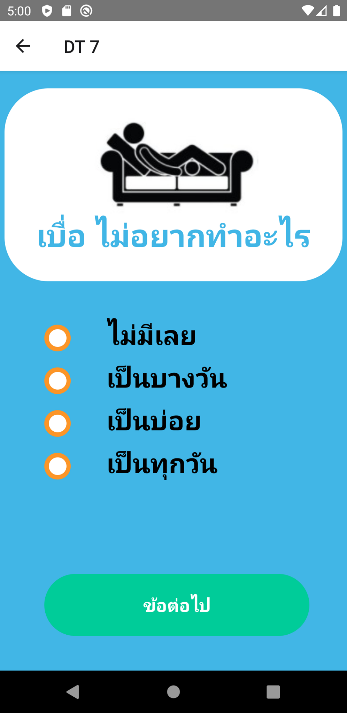 5:00
DT 7
เบื่อ ไม่อยากทำอะไร
ไม่มีเลย
เป็นบางวัน
เป็นบ่อย
เป็นทุกวัน
ข้อต่อไป